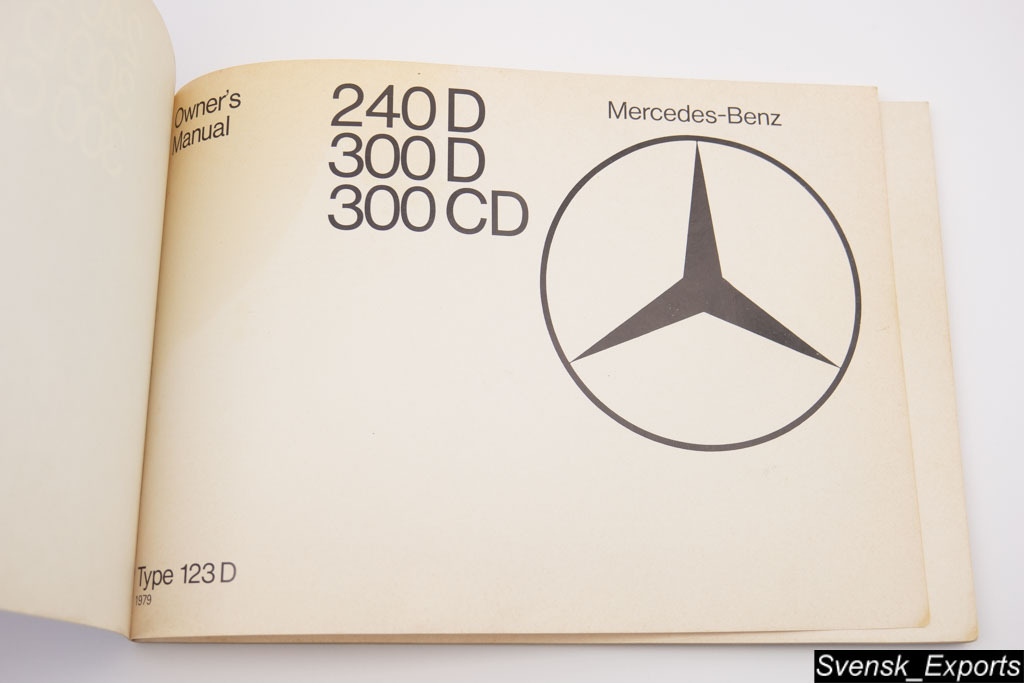 Owner's
Manual
240 D
300 D
300 CD
Mercedes-Benz
Type 123 D
1979
Svensk_Exports